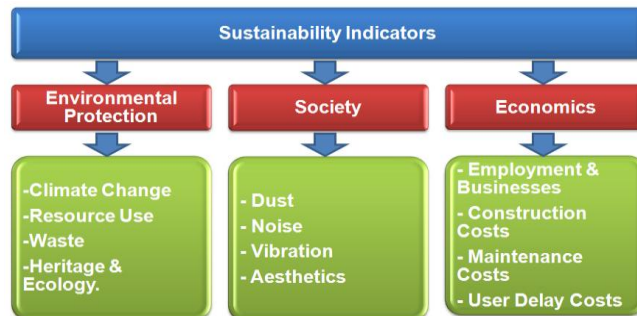 Sustainability Indicators
Environmental
Protection
Society
Economics
-Climate Change
-Resource Use
-Waste
-Heritage &
Ecology.
- Dust
- Noise
- Vibration
- Aesthetics
- Employment &
Businesses
- Construction
Costs
- Maintenance
Costs
- User Delay Costs